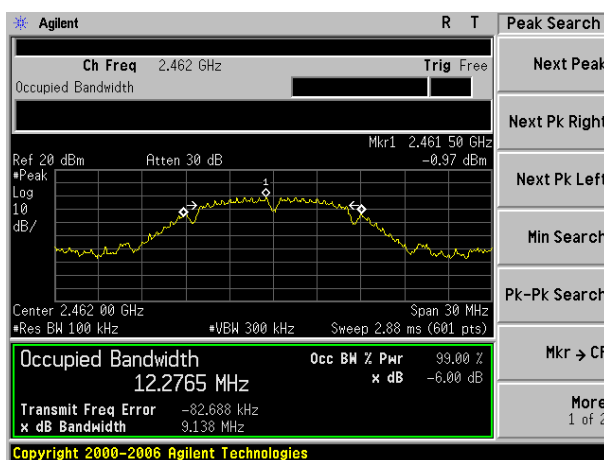 Agilent R T Peak Search
Ch Freq 2.462 GHz Trig Free
Occupied Bandwidth
Next Peak
Next Pk Right
Mkr1 2.461 50 GHz
Ref 20 dBm Atten 30 dB -0.97 dBm
#Peak
Log
10
dB/
1
Next Pk Left
Min Search
Pk-Pk Search
Center 2.462 00 GHz Span 30 MHz
#Res BW 100 kHz #VBW 300 kHz Sweep 2.88 ms (601 pts)
Occupied Bandwidth Occ BW % Pwr 99.00 %
12.2765 MHz x dB -6.00 dB
Transmit Freq Error -82.688 kHz
x dB Bandwidth 9.138 MHz
Mkr → CF
More
1 of 2
Copyright 2000-2006 Agilent Technologies